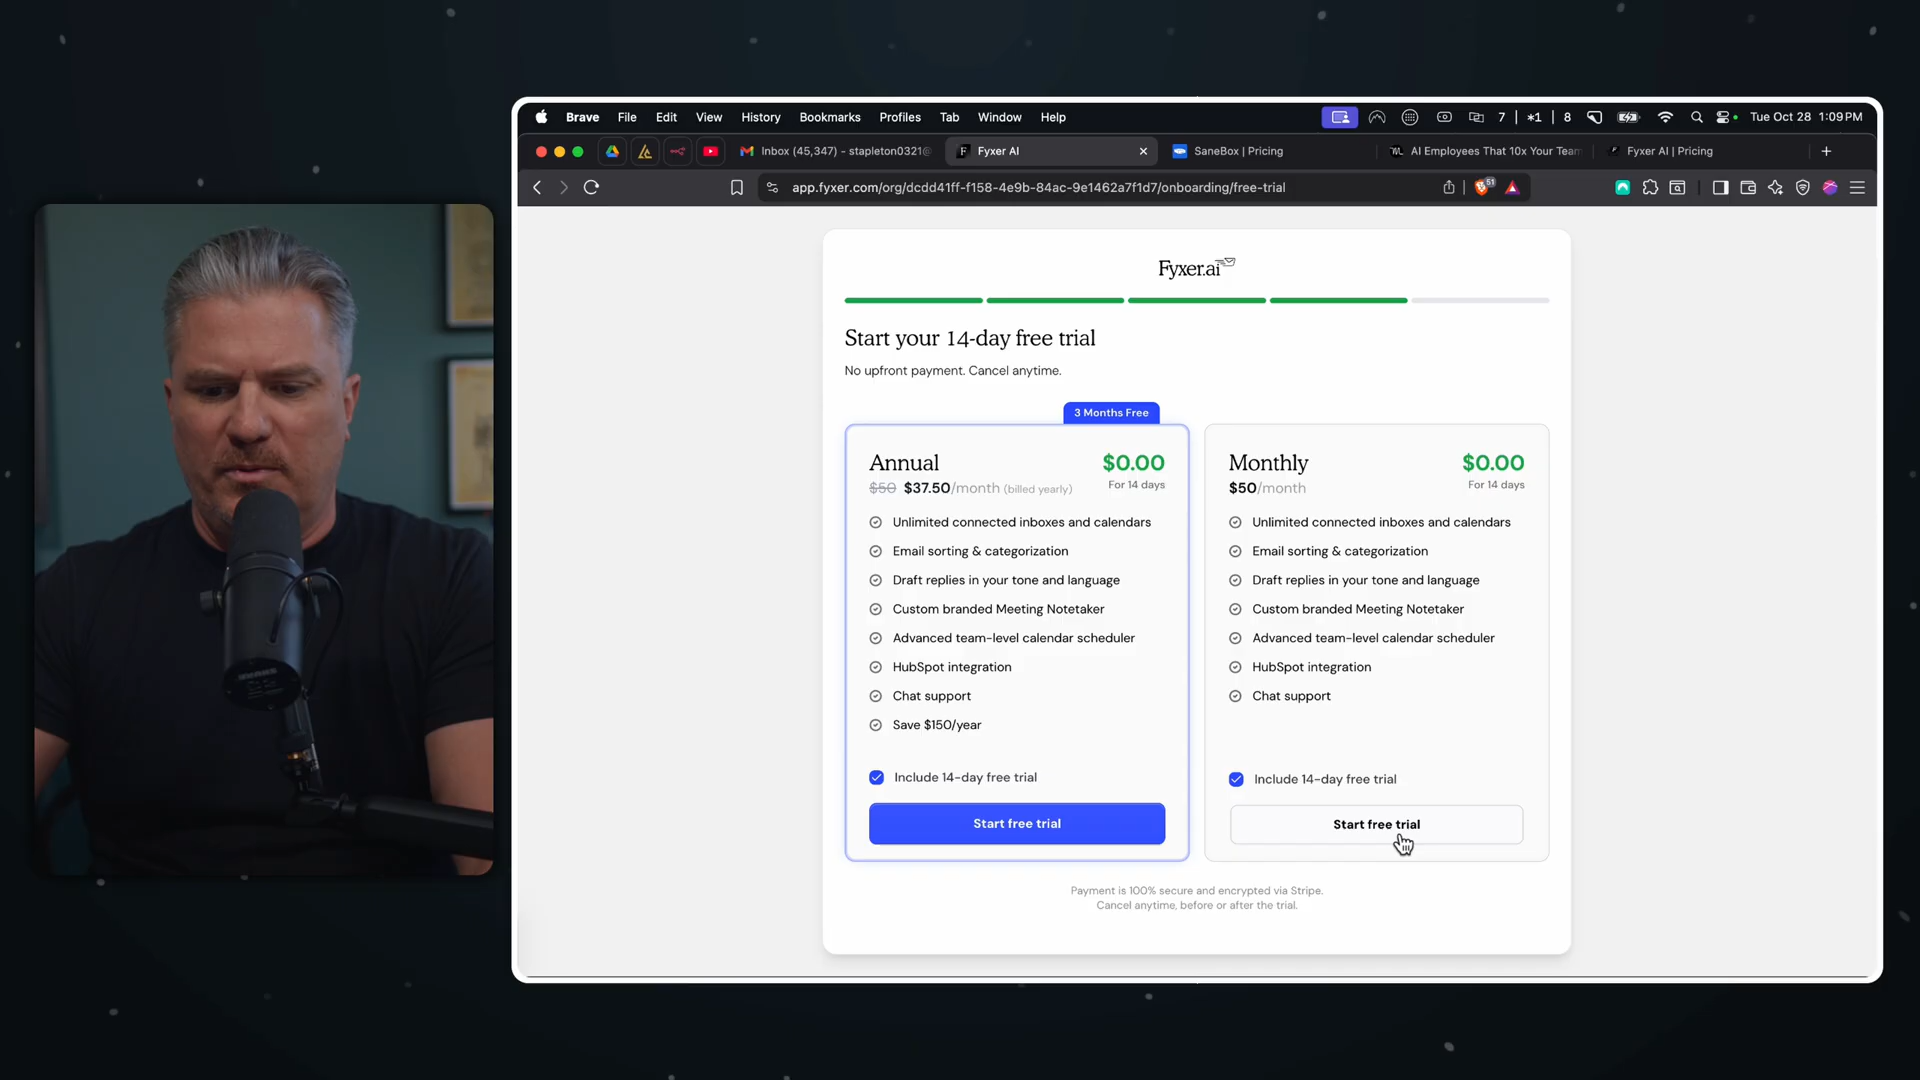 Brave File Edit View History Bookmarks Profiles Tab Window Help 7 *1 8 Tue Oct 28 1:09 PM
Inbox (45,347) - stapleton0321@ Fyxer AI SaneBox | Pricing AI Employees That 10x Your Team Fyxer AI | Pricing
app.fyxer.com/org/dcdd41ff-f158-4e9b-84ac-9e1462a7f1d7/onboarding/free-trial 51
Fyxer.ai
Start your 14-day free trial
No upfront payment. Cancel anytime.
3 Months Free
Annual $0.00
$50 $37.50/month (billed yearly) For 14 days
Unlimited connected inboxes and calendars
Email sorting & categorization
Draft replies in your tone and language
Custom branded Meeting Notetaker
Advanced team-level calendar scheduler
HubSpot integration
Chat support
Save $150/year
Include 14-day free trial
Start free trial
Monthly $0.00
$50/month For 14 days
Unlimited connected inboxes and calendars
Email sorting & categorization
Draft replies in your tone and language
Custom branded Meeting Notetaker
Advanced team-level calendar scheduler
HubSpot integration
Chat support
Include 14-day free trial
Start free trial
Payment is 100% secure and encrypted via Stripe.
Cancel anytime, before or after the trial.